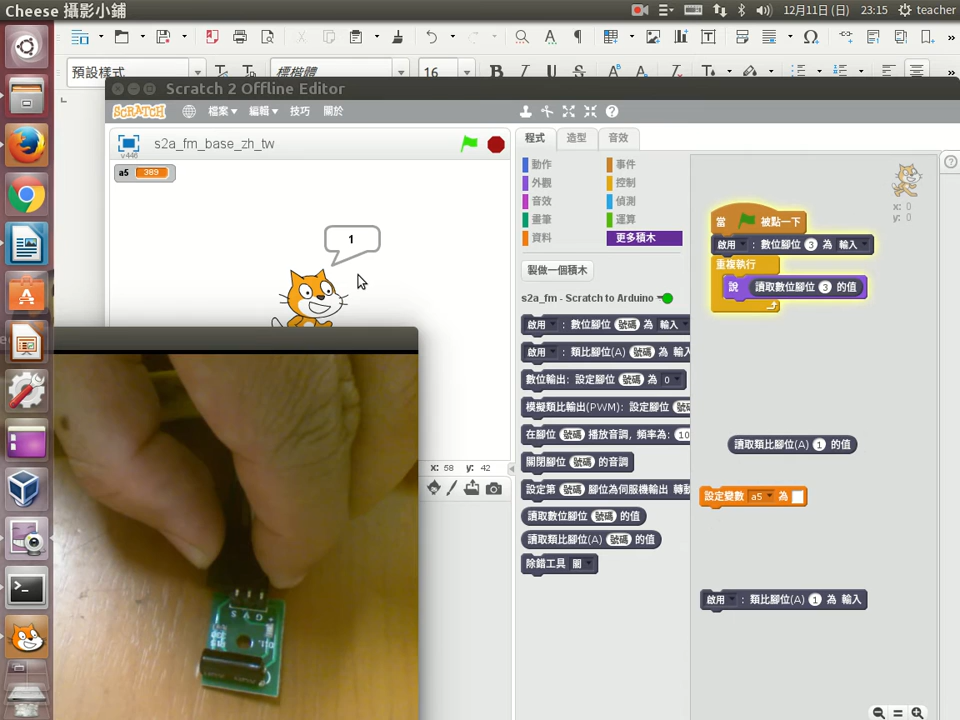 Cheese 攝影小舖
12月11日 (日) 23:15 teacher
預設樣式
標楷體
16
Scratch 2 Offline Editor
SCRATCH 檔案 編輯 技巧 關於
s2a_fm_base_zh_tw
v446
a5 389
1
x: 58 y: 42
程式 造型 音效
動作 事件
外觀 控制
音效 偵測
畫筆 運算
資料 更多積木
製做一個積木
s2a_fm - Scratch to Arduino
啟用 : 數位腳位 號碼 為 輸入
啟用 : 類比腳位(A) 號碼 為 輸入
數位輸出: 設定腳位 號碼 為 0
模擬類比輸出(PWM): 設定腳位 號碼
在腳位 號碼 播放音調, 頻率為: 10
關閉腳位 號碼 的音調
設定第 號碼 腳位為伺服機輸出 轉動
讀取數位腳位 號碼 的值
讀取類比腳位(A) 號碼 的值
除錯工具 關
x: 0
y: 0
當 被點一下
啟用 : 數位腳位 3 為 輸入
重複執行
說 讀取數位腳位 3 的值
讀取類比腳位(A) 1 的值
設定變數 a5 為
啟用 : 類比腳位(A) 1 為 輸入
S V G +